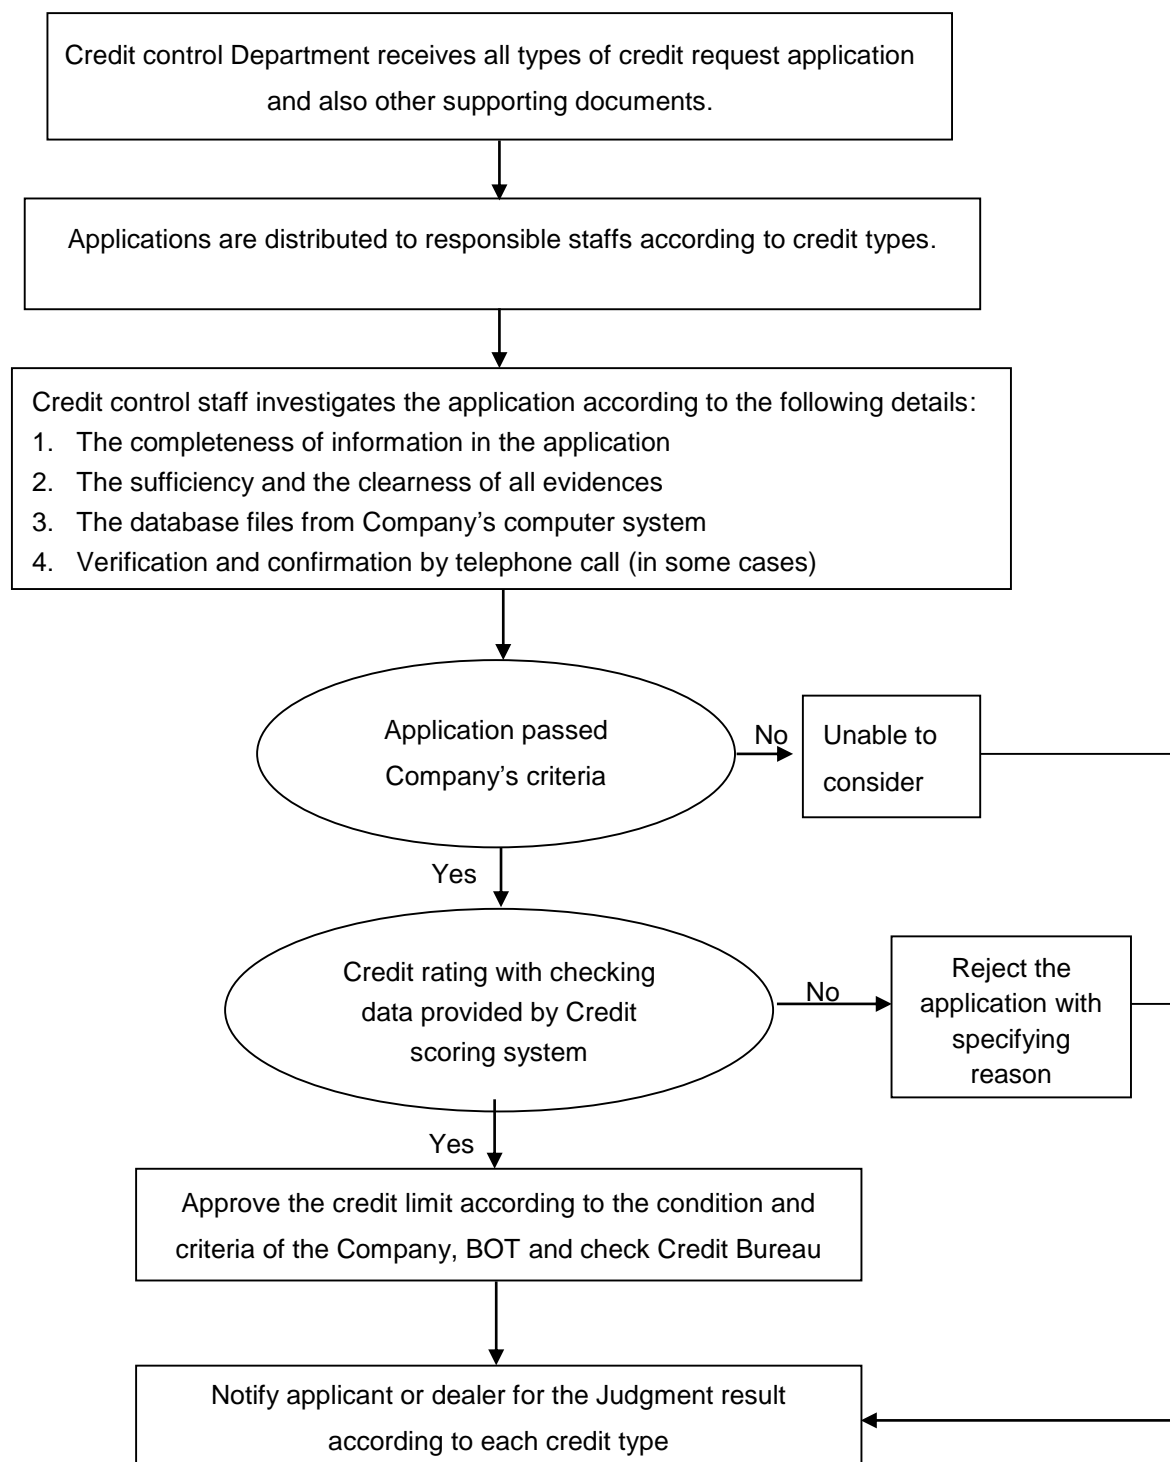 Credit control Department receives all types of credit request application
and also other supporting documents.
Applications are distributed to responsible staffs according to credit types.
Credit control staff investigates the application according to the following details:
1. The completeness of information in the application
2. The sufficiency and the clearness of all evidences
3. The database files from Company’s computer system
4. Verification and confirmation by telephone call (in some cases)
Application passed
Company’s criteria
No
Unable to
consider
Yes
Credit rating with checking
data provided by Credit
scoring system
No
Reject the
application with
specifying
reason
Yes
Approve the credit limit according to the condition and
criteria of the Company, BOT and check Credit Bureau
Notify applicant or dealer for the Judgment result
according to each credit type